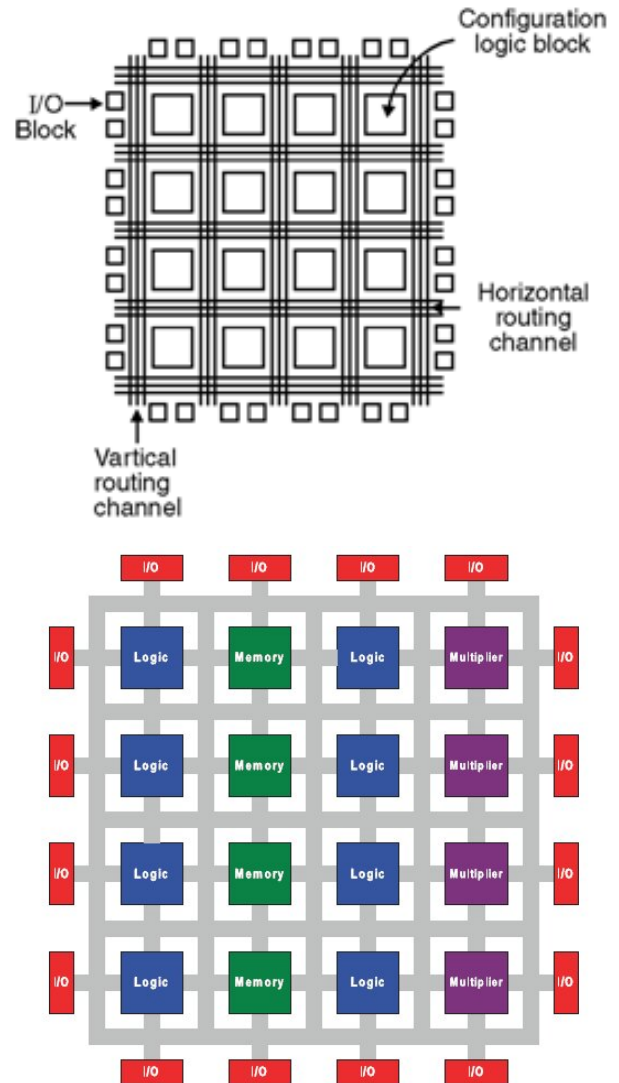 Configuration
logic block
I/O
Block
Horizontal
routing
channel
Vartical
routing
channel
I/O I/O I/O I/O
I/O Logic Memory Logic Multiplier I/O
I/O Logic Memory Logic Multiplier I/O
I/O Logic Memory Logic Multiplier I/O
I/O Logic Memory Logic Multiplier I/O
I/O I/O I/O I/O